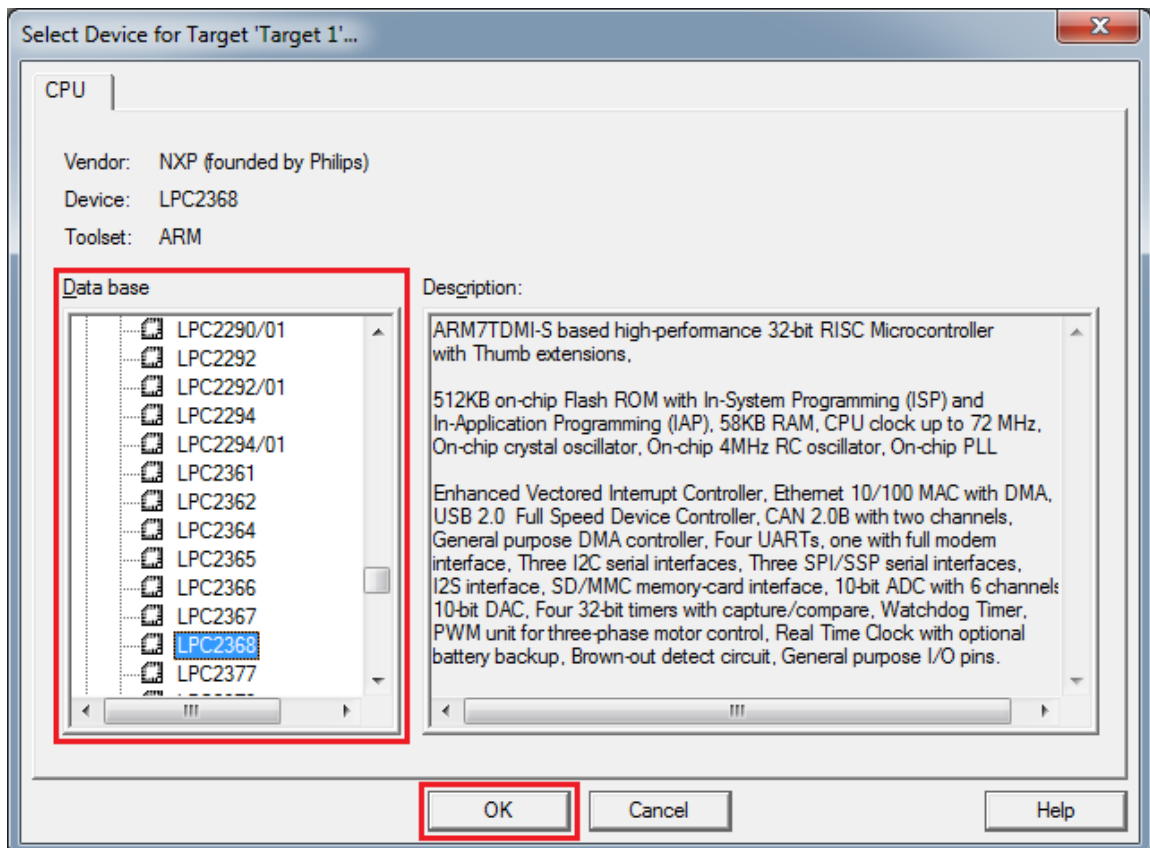 Select Device for Target 'Target 1'...
CPU
Vendor: NXP (founded by Philips)
Device: LPC2368
Toolset: ARM
Data base
LPC2290/01
LPC2292
LPC2292/01
LPC2294
LPC2294/01
LPC2361
LPC2362
LPC2364
LPC2365
LPC2366
LPC2367
LPC2368
LPC2377
Description:
ARM7TDMI-S based high-performance 32-bit RISC Microcontroller
with Thumb extensions,
512KB on-chip Flash ROM with In-System Programming (ISP) and
In-Application Programming (IAP), 58KB RAM, CPU clock up to 72 MHz,
On-chip crystal oscillator, On-chip 4MHz RC oscillator, On-chip PLL
Enhanced Vectored Interrupt Controller, Ethernet 10/100 MAC with DMA,
USB 2.0 Full Speed Device Controller, CAN 2.0B with two channels,
General purpose DMA controller, Four UARTs, one with full modem
interface, Three I2C serial interfaces, Three SPI/SSP serial interfaces,
I2S interface, SD/MMC memory-card interface, 10-bit ADC with 6 channels
10-bit DAC, Four 32-bit timers with capture/compare, Watchdog Timer,
PWM unit for three-phase motor control, Real Time Clock with optional
battery backup, Brown-out detect circuit, General purpose I/O pins.
OK
Cancel
Help